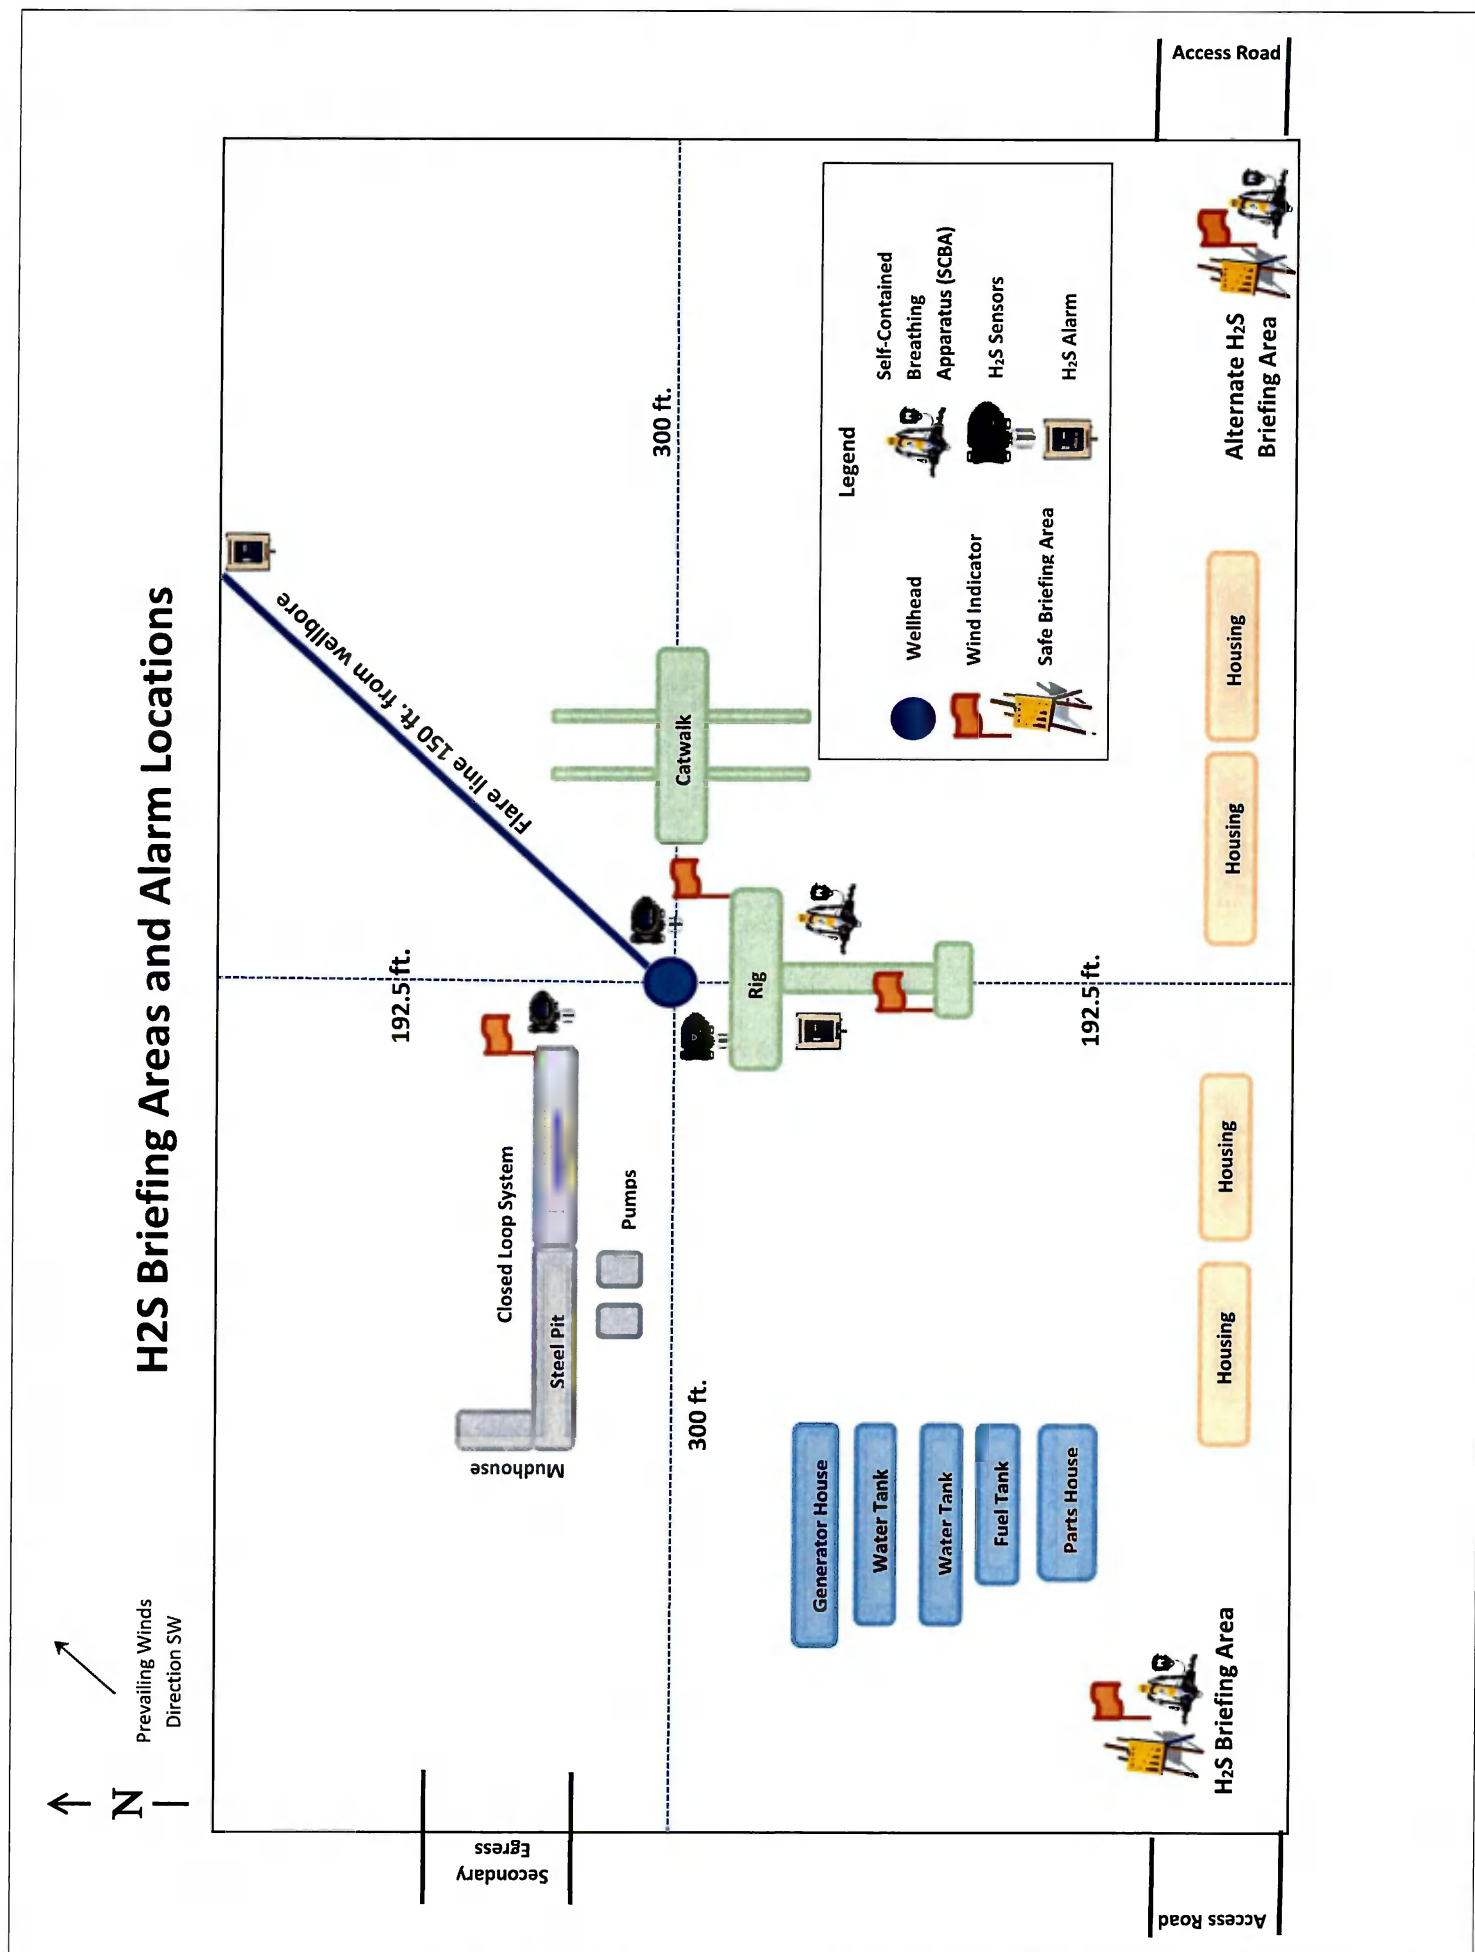 H2S Briefing Areas and Alarm Locations
N
Prevailing Winds
Direction SW
Secondary
Egress
Access Road
Access Road
192.5 ft.
Flare line 150 ft. from wellbore
Closed Loop System
Mudhouse
Steel Pit
Pumps
300 ft.
300 ft.
Catwalk
Rig
192.5 ft.
Generator House
Water Tank
Water Tank
Fuel Tank
Parts House
H₂S Briefing Area
Housing
Housing
Housing
Housing
Legend
Wellhead
Wind Indicator
Safe Briefing Area
Self-Contained
Breathing
Apparatus (SCBA)
H₂S Sensors
H₂S Alarm
Alternate H₂S
Briefing Area